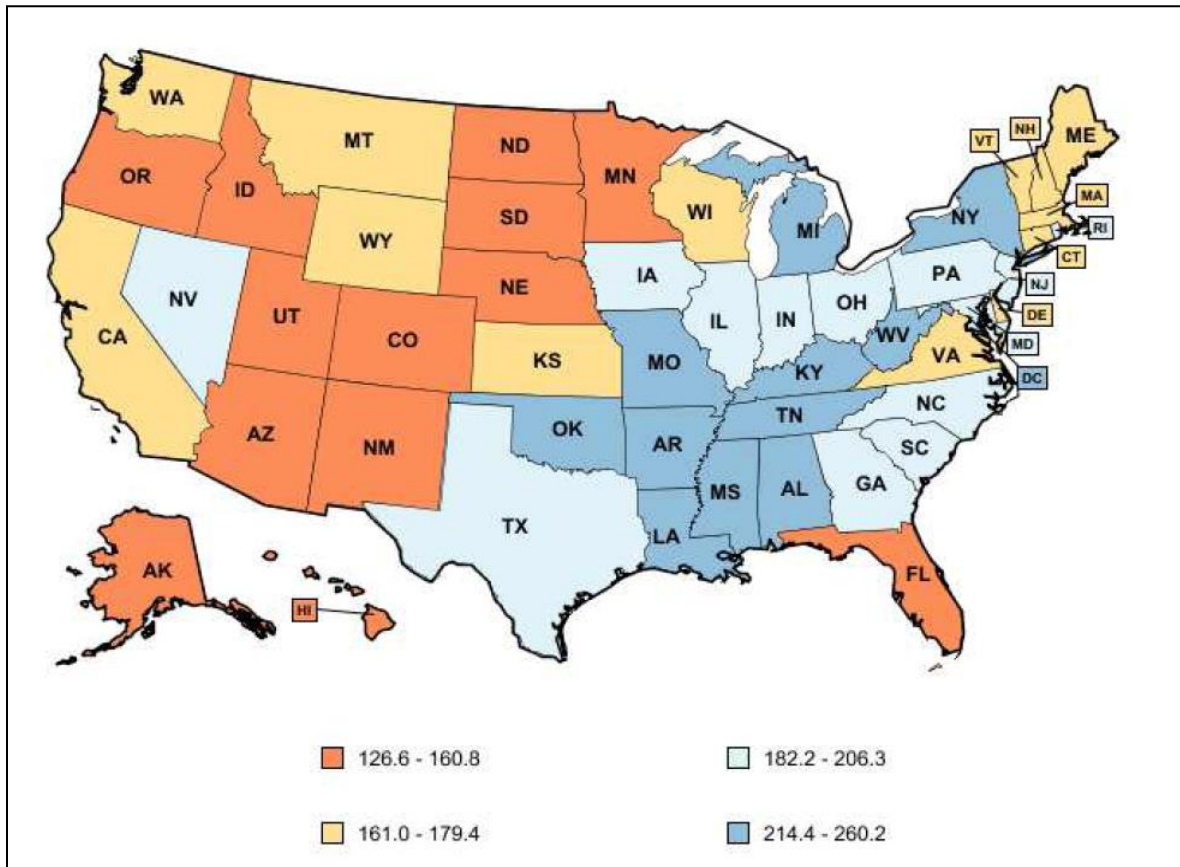 WA
MT
ND
MN
VT
NH
ME
OR
ID
SD
WI
MI
NY
MA
RI
WY
CT
NV
NE
IA
PA
NJ
CA
UT
CO
IL
IN
OH
DE
KS
MO
WV
VA
MD
KY
DC
AZ
NM
OK
AR
TN
NC
SC
MS
AL
GA
TX
LA
AK
FL
HI
126.6 - 160.8
182.2 - 206.3
161.0 - 179.4
214.4 - 260.2